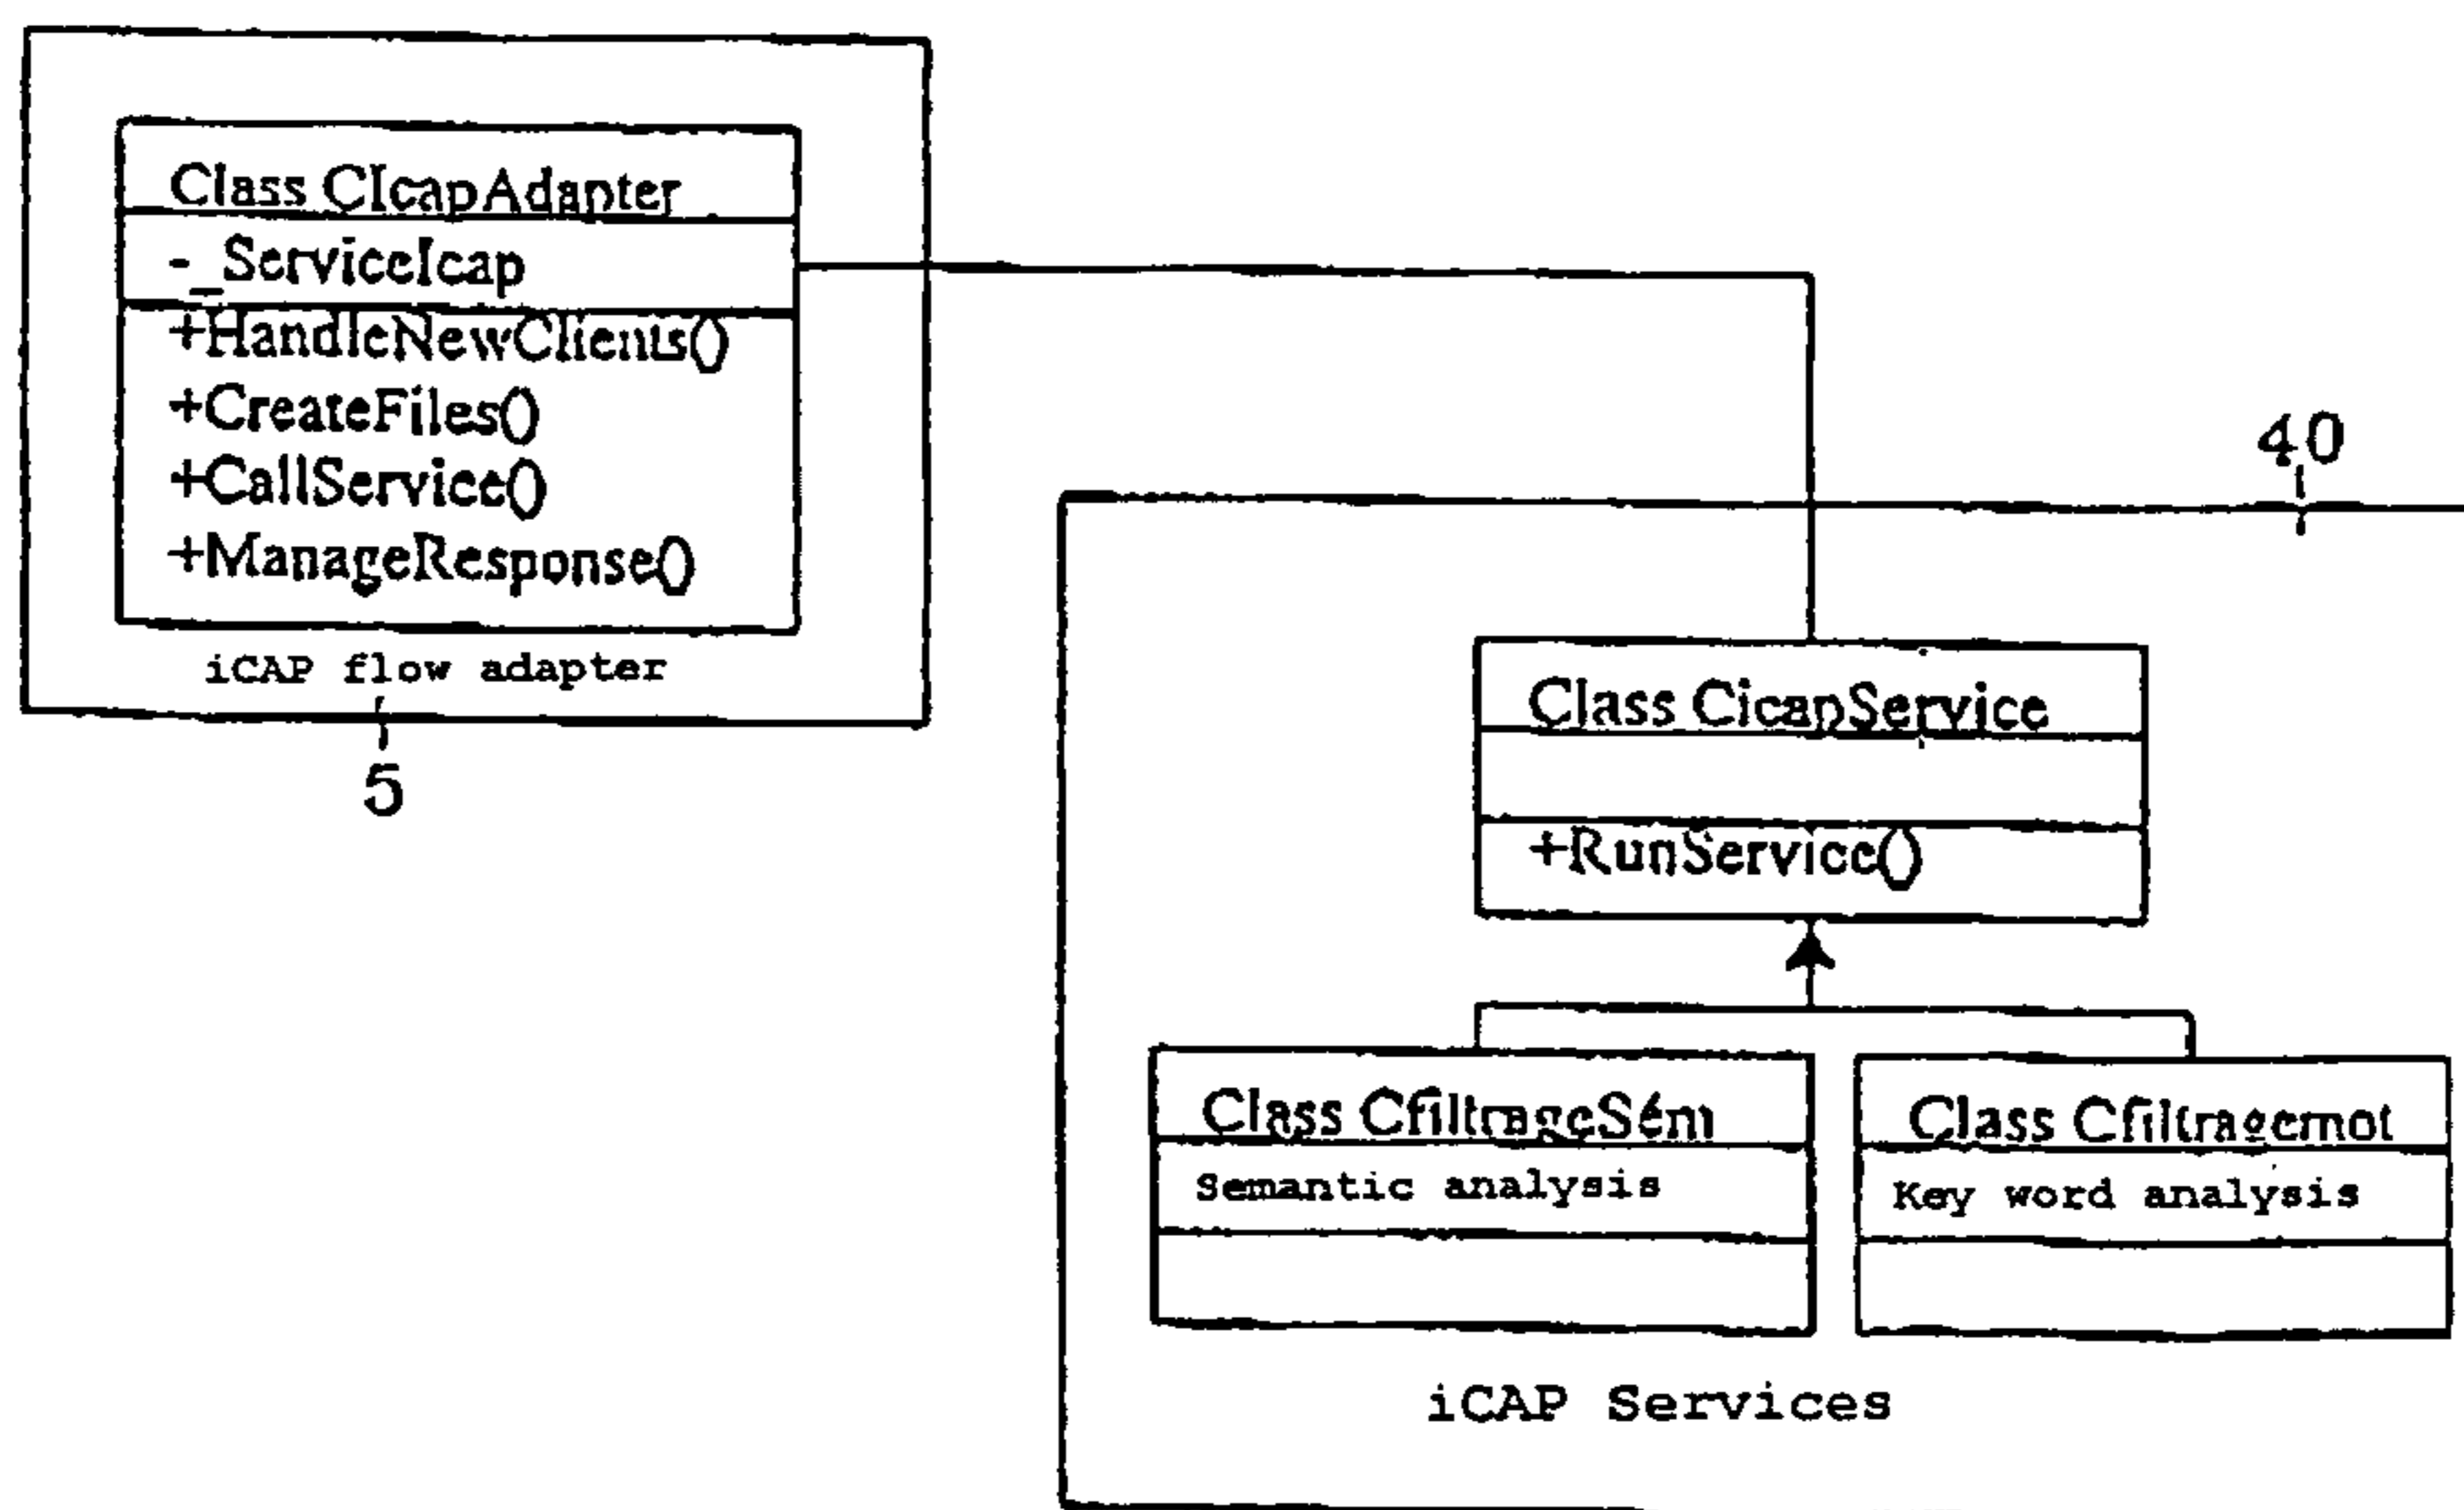 Class CIcapAdapter
-_ServiceIcap
+HandleNewClients()
+CreateFiles()
+CallService()
+ManageResponse()
iCAP flow adapter
5
40
Class CicapService
+RunService()
Class CfiltrageSém
Semantic analysis
Class Cfiltragemot
Key word analysis
iCAP Services